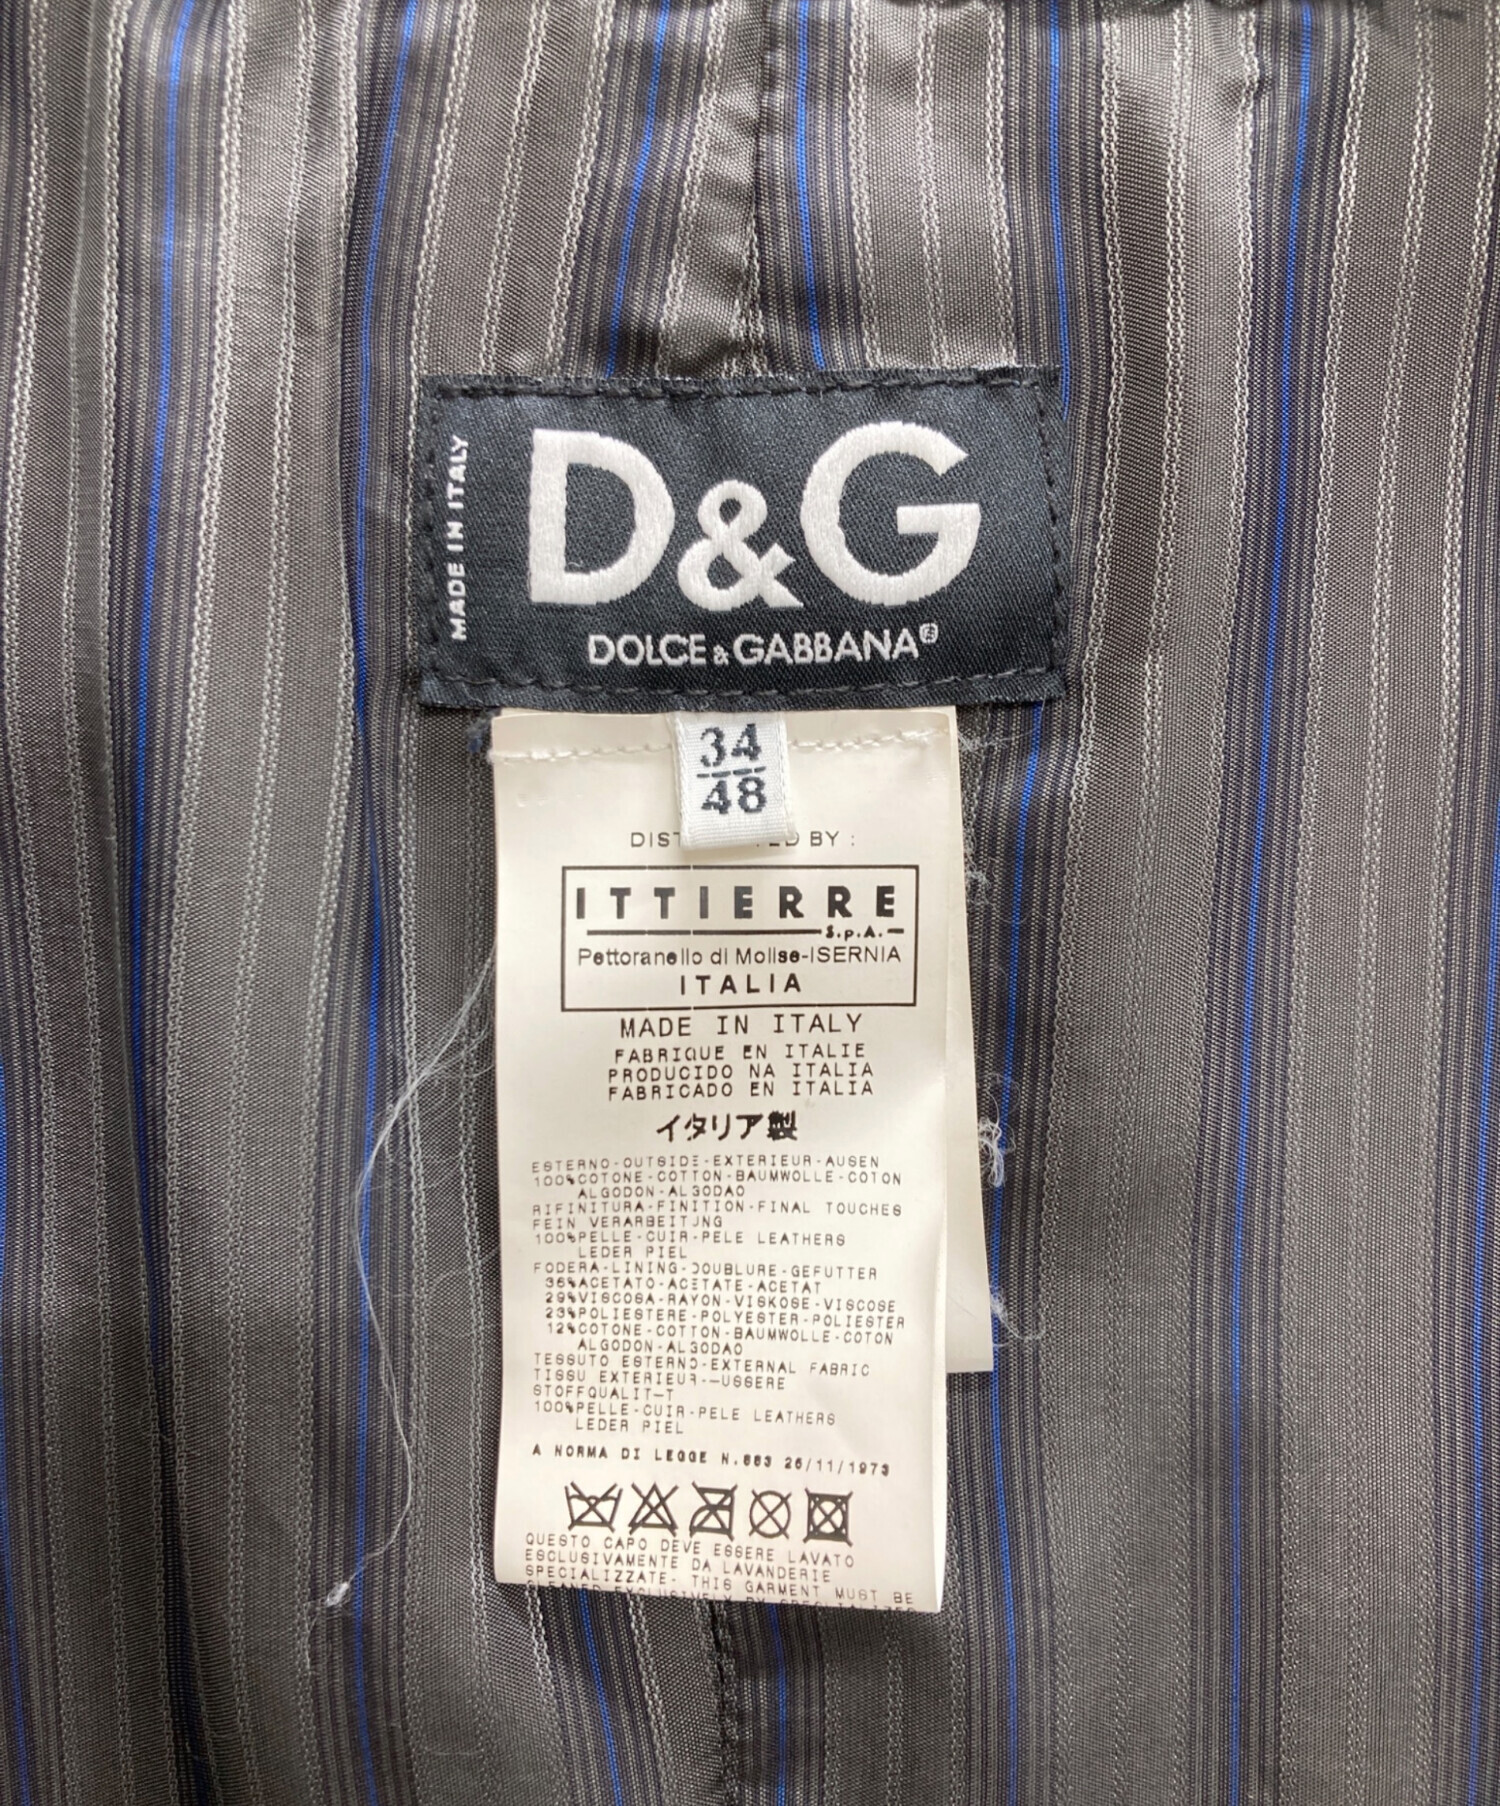 MADE IN ITALY
D&G
DOLCE & GABBANA
34
48
BY :
ITTIERRE
S.p.A.
Pettoranello di Molise-ISERNIA
ITALIA
MADE IN ITALY
FABRIQUE EN ITALIE
PRODUCIDO NA ITALIA
FABRICADO EN ITALIA
イタリア製
ESTERNO-OUTSIDE-EXTERIEUR-AUSEN
100%COTONE-COTTON-BAUMWOLLE-COTON
ALGODON-ALGODAO
RIFINITURA-FINITION-FINAL TOUCHES
FEIN VERARBEITUNG
100%PELLE-CUIR-PELE LEATHERS
LEDER PIEL
FODERA-LINING-DOUBLURE-GEFUTTER
36%ACETATO-ACETATE-ACETAT
29%VISCOSA-RAYON-VISKOSE-VISCOSE
23%POLIESTERE-POLYESTER-POLIESTER
12%COTONE-COTTON-BAUMWOLLE-COTON
ALGODON-ALGODAO
TESSUTO ESTERNO-EXTERNAL FABRIC
TISSU EXTERIEUR--USSERE
STOFFQUALIT-T
100%PELLE-CUIR-PELE LEATHERS
LEDER PIEL
A NORMA DI LEGGE N.883 26/11/1973
QUESTO CAPO DEVE ESSERE LAVATO
ESCLUSIVAMENTE DA LAVANDERIE
SPECIALIZZATE- THIS GARMENT MUST BE
CLEANED EXCLUSIVELY BY SPECIALIZED